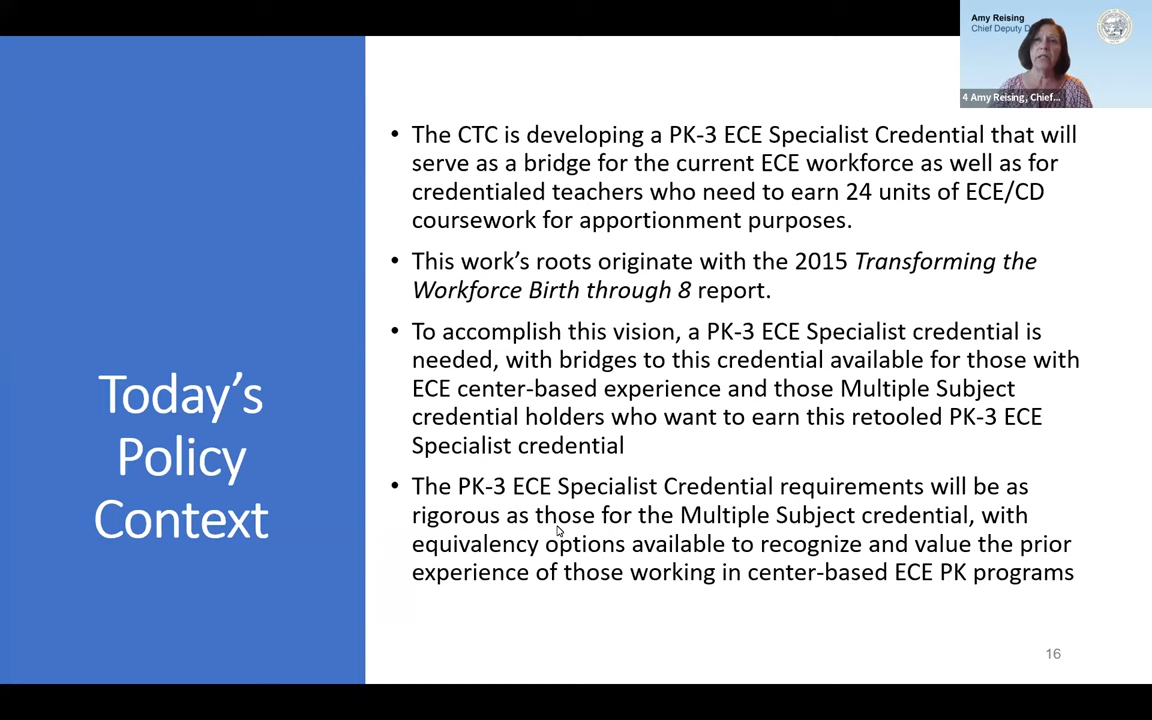 Amy Reising
Chief Deputy D
4 Amy Reising, Chief...
• The CTC is developing a PK-3 ECE Specialist Credential that will
serve as a bridge for the current ECE workforce as well as for
credentialed teachers who need to earn 24 units of ECE/CD
coursework for apportionment purposes.
• This work's roots originate with the 2015 Transforming the
Workforce Birth through 8 report.
• To accomplish this vision, a PK-3 ECE Specialist credential is
needed, with bridges to this credential available for those with
ECE center-based experience and those Multiple Subject
credential holders who want to earn this retooled PK-3 ECE
Specialist credential
• The PK-3 ECE Specialist Credential requirements will be as
rigorous as those for the Multiple Subject credential, with
equivalency options available to recognize and value the prior
experience of those working in center-based ECE PK programs
Today's
Policy
Context
16